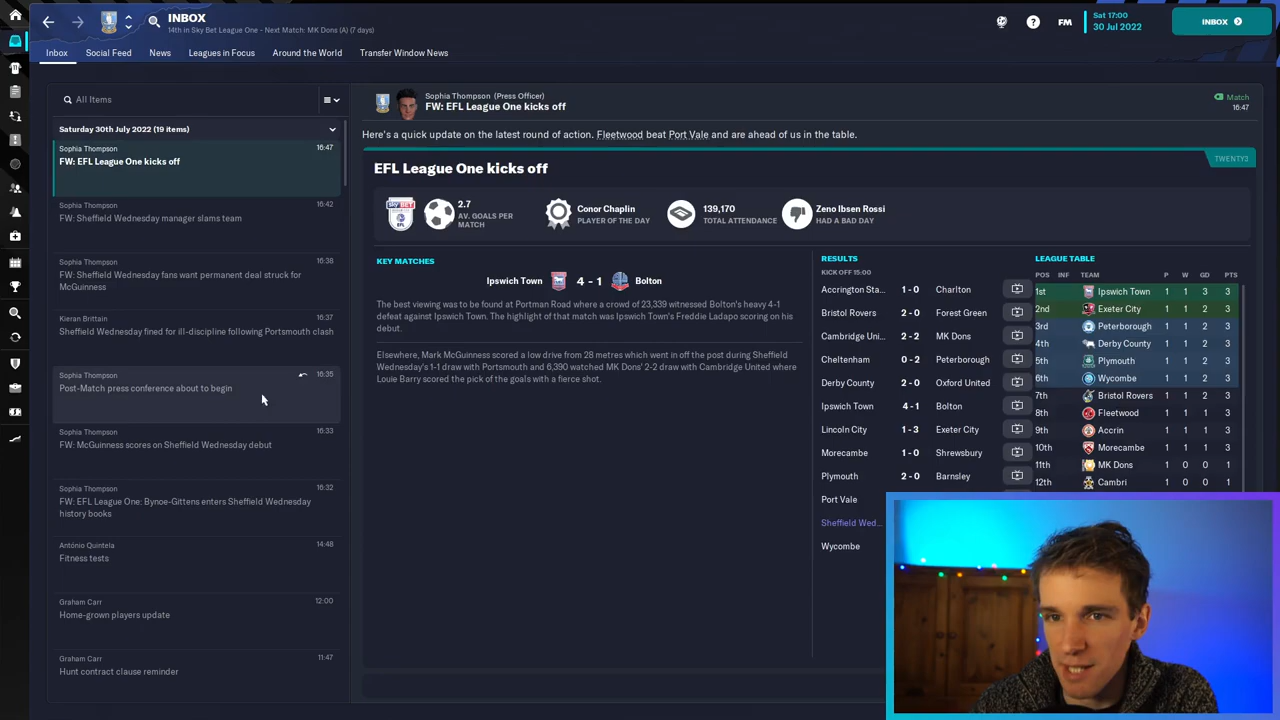 INBOX
14th in Sky Bet League One - Next Match: MK Dons (A) (7 days)
FM
Sat 17:00
30 Jul 2022
INBOX
Inbox
Social Feed
News
Leagues in Focus
Around the World
Transfer Window News
All Items
Saturday 30th July 2022 (19 items)
Sophia Thompson 16:47
FW: EFL League One kicks off
Sophia Thompson 16:42
FW: Sheffield Wednesday manager slams team
Sophia Thompson 16:38
FW: Sheffield Wednesday fans want permanent deal struck for
McGuinness
Kieran Brittain 16:37
Sheffield Wednesday fined for ill-discipline following Portsmouth clash
Sophia Thompson 16:35
Post-Match press conference about to begin
Sophia Thompson 16:33
FW: McGuinness scores on Sheffield Wednesday debut
Sophia Thompson 16:32
FW: EFL League One: Bynoe-Gittens enters Sheffield Wednesday
history books
António Quintela 14:48
Fitness tests
Graham Carr 12:00
Home-grown players update
Graham Carr 11:47
Hunt contract clause reminder
Sophia Thompson (Press Officer)
FW: EFL League One kicks off
Match
16:47
Here's a quick update on the latest round of action. Fleetwood beat Port Vale and are ahead of us in the table.
EFL League One kicks off
TWENTY3
SKY BET
EFL
2.7
AV. GOALS PER
MATCH
Conor Chaplin
PLAYER OF THE DAY
139,170
TOTAL ATTENDANCE
Zeno Ibsen Rossi
HAD A BAD DAY
KEY MATCHES
Ipswich Town 4 - 1 Bolton
The best viewing was to be found at Portman Road where a crowd of 23,339 witnessed Bolton's heavy 4-1
defeat against Ipswich Town. The highlight of that match was Ipswich Town's Freddie Ladapo scoring on his
debut.
Elsewhere, Mark McGuinness scored a low drive from 28 metres which went in off the post during Sheffield
Wednesday's 1-1 draw with Portsmouth and 6,390 watched MK Dons' 2-2 draw with Cambridge United where
Louie Barry scored the pick of the goals with a fierce shot.
RESULTS
KICK OFF 15:00
Accrington Sta... 1 - 0 Charlton
Bristol Rovers 2 - 0 Forest Green
Cambridge Uni... 2 - 2 MK Dons
Cheltenham 0 - 2 Peterborough
Derby County 2 - 0 Oxford United
Ipswich Town 4 - 1 Bolton
Lincoln City 1 - 3 Exeter City
Morecambe 1 - 0 Shrewsbury
Plymouth 2 - 0 Barnsley
Port Vale
Sheffield Wed...
Wycombe
LEAGUE TABLE
POS INF TEAM P W GD PTS
1st Ipswich Town 1 1 3 3
2nd Exeter City 1 1 2 3
3rd Peterborough 1 1 2 3
4th Derby County 1 1 2 3
5th Plymouth 1 1 2 3
6th Wycombe 1 1 2 3
7th Bristol Rovers 1 1 2 3
8th Fleetwood 1 1 1 3
9th Accrin 1 1 1 3
10th Morecambe 1 1 1 3
11th MK Dons 1 0 0 1
12th Cambri 1 0 0 1